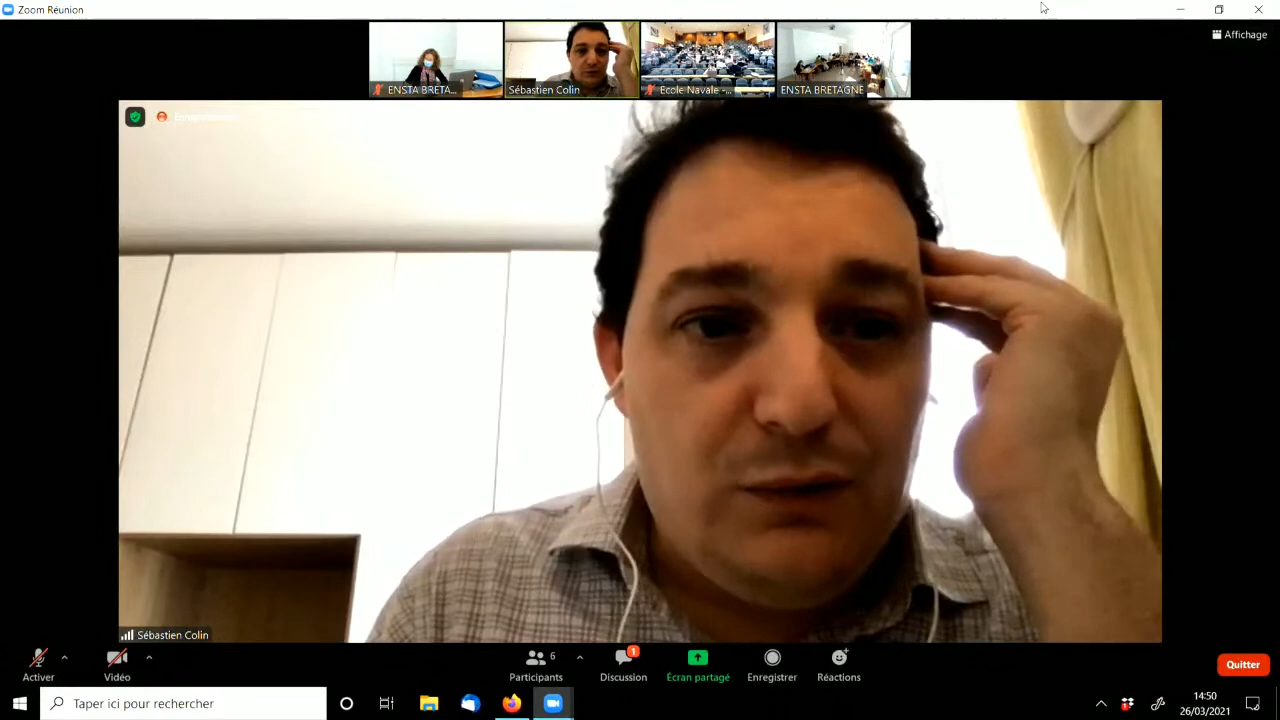 Zoom Réunion
Affichage
ENSTA BRETA...
Sébastien Colin
Ecole Navale -...
ENSTA BRETAGNE
Sébastien Colin
Activer
Vidéo
6
Participants
1
Discussion
Écran partagé
Enregistrer
Réactions
Quitter
Taper ici pour rechercher
14:50
26/03/2021